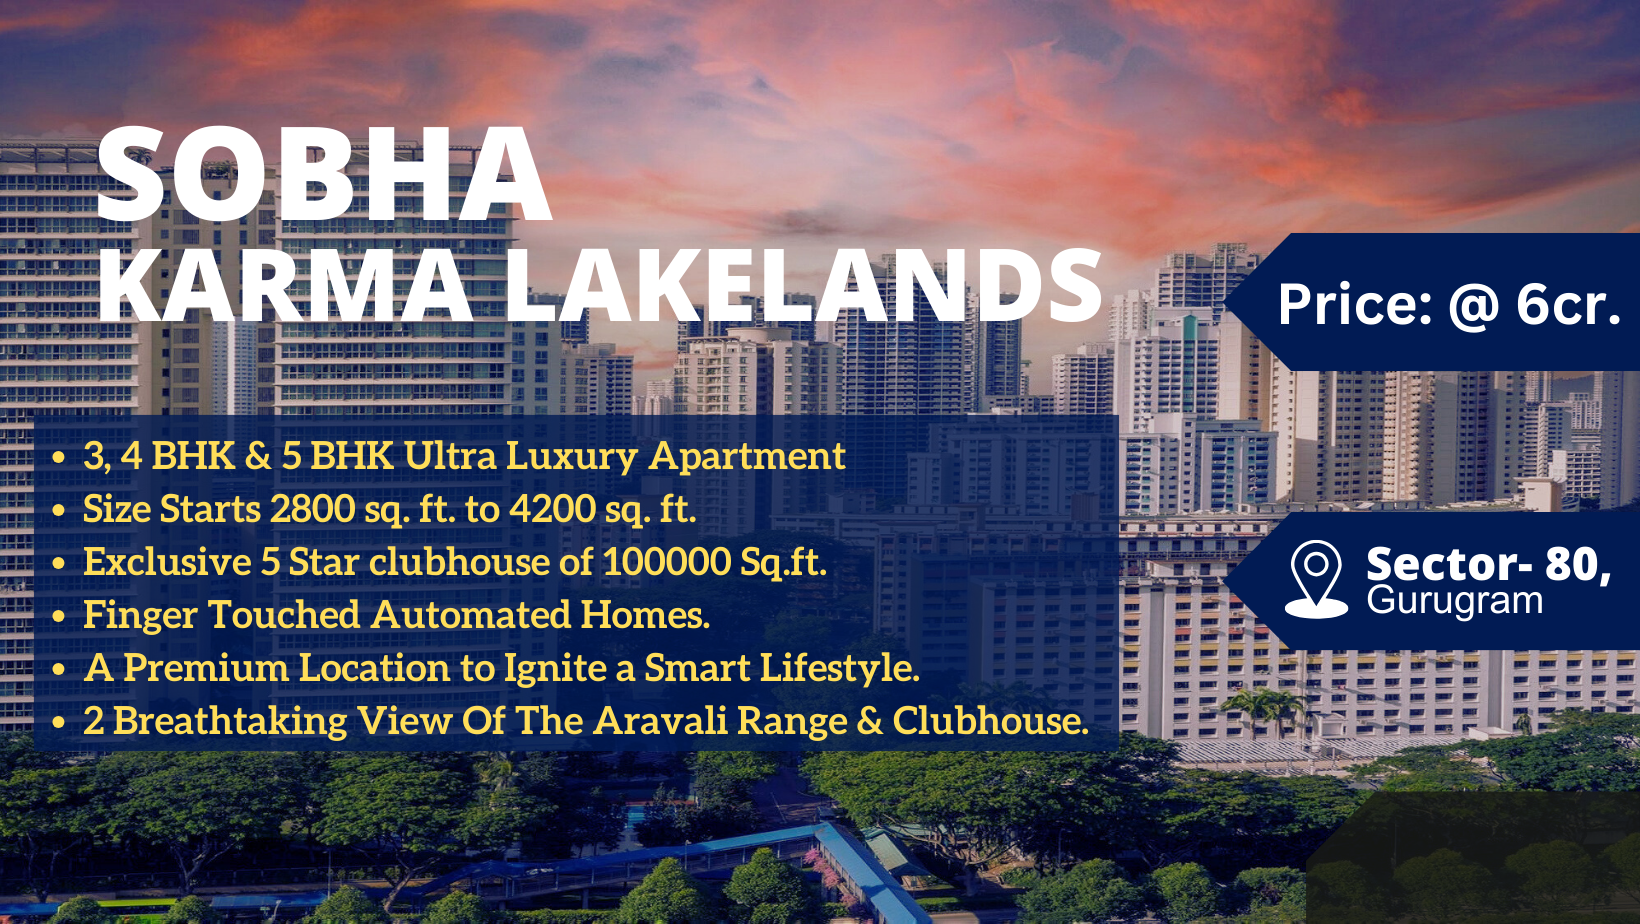 SOBHA
KARMA LAKELANDS
Price: @ 6cr.
• 3, 4 BHK & 5 BHK Ultra Luxury Apartment
• Size Starts 2800 sq. ft. to 4200 sq. ft.
• Exclusive 5 Star clubhouse of 100000 Sq.ft.
• Finger Touched Automated Homes.
• A Premium Location to Ignite a Smart Lifestyle.
• 2 Breathtaking View Of The Aravali Range & Clubhouse.
Sector- 80,
Gurugram